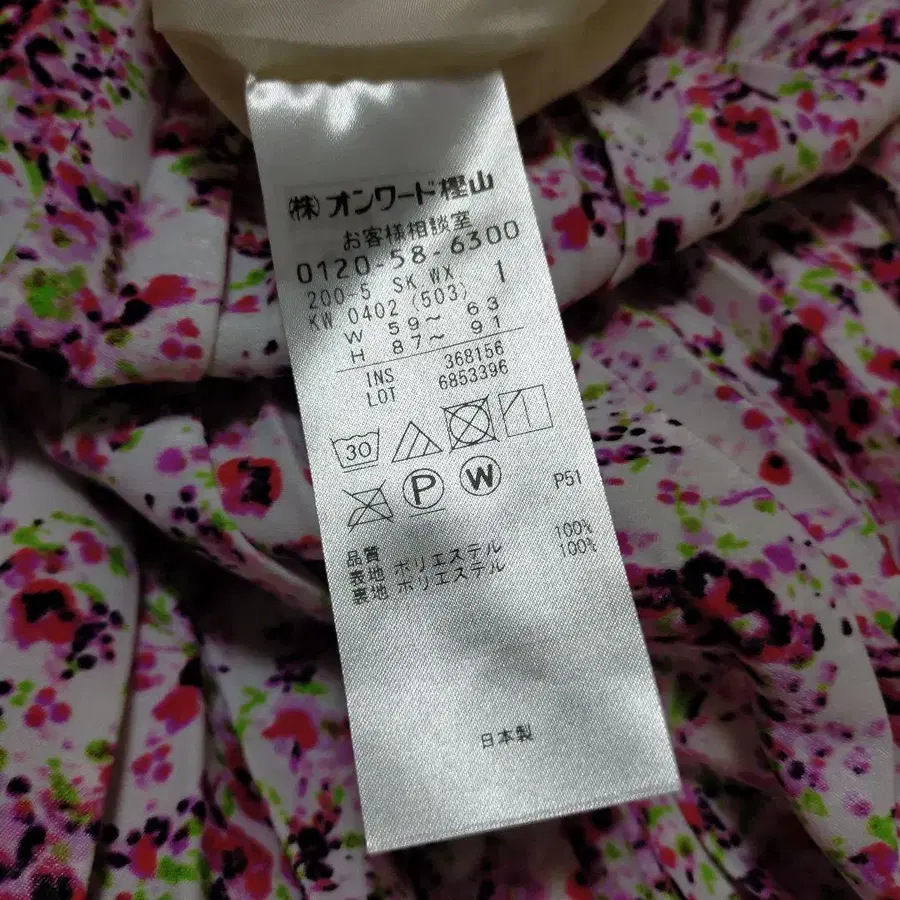 (株)オンワード樫山
お客様相談室
0120-58-6300
200-5 SK.WX 1
KW 0402 (503)
W 59～ 63
H 87～ 91
INS 368156
LOT 6853396
30
P W
P51
品質
表地 ポリエステル 100%
裏地 ポリエステル 100%
日本製